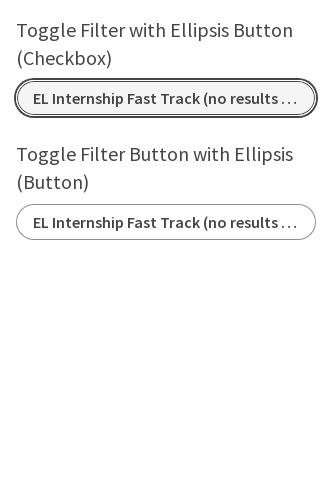 Toggle Filter with Ellipsis Button
(Checkbox)
EL Internship Fast Track (no results ...
Toggle Filter Button with Ellipsis
(Button)
EL Internship Fast Track (no results ...